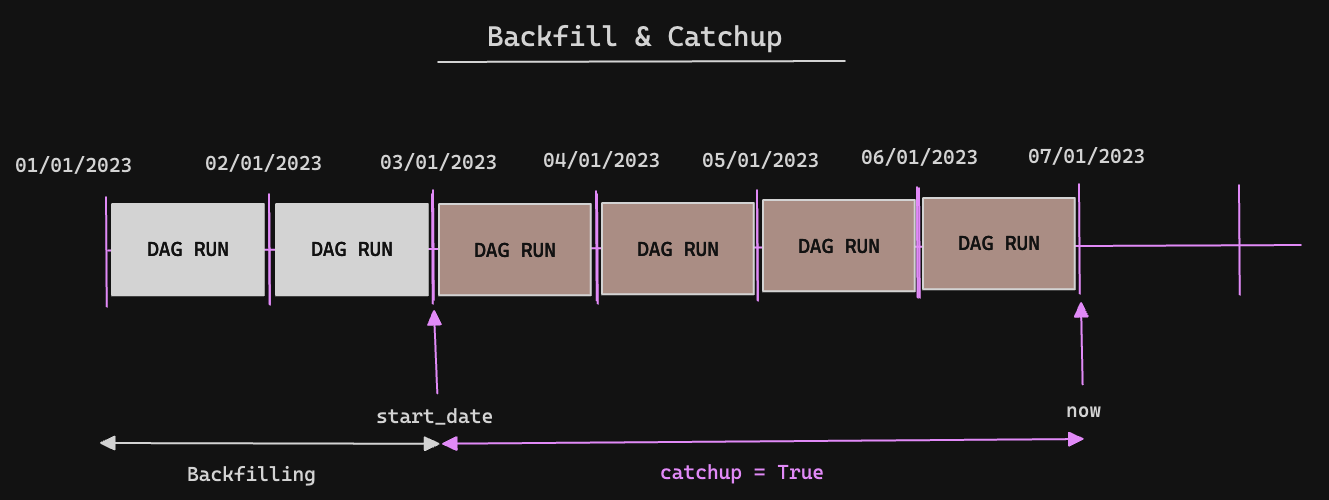 Backfill & Catchup
01/01/2023
02/01/2023
03/01/2023
04/01/2023
05/01/2023
06/01/2023
07/01/2023
DAG RUN
DAG RUN
DAG RUN
DAG RUN
DAG RUN
DAG RUN
start_date
now
Backfilling
catchup = True